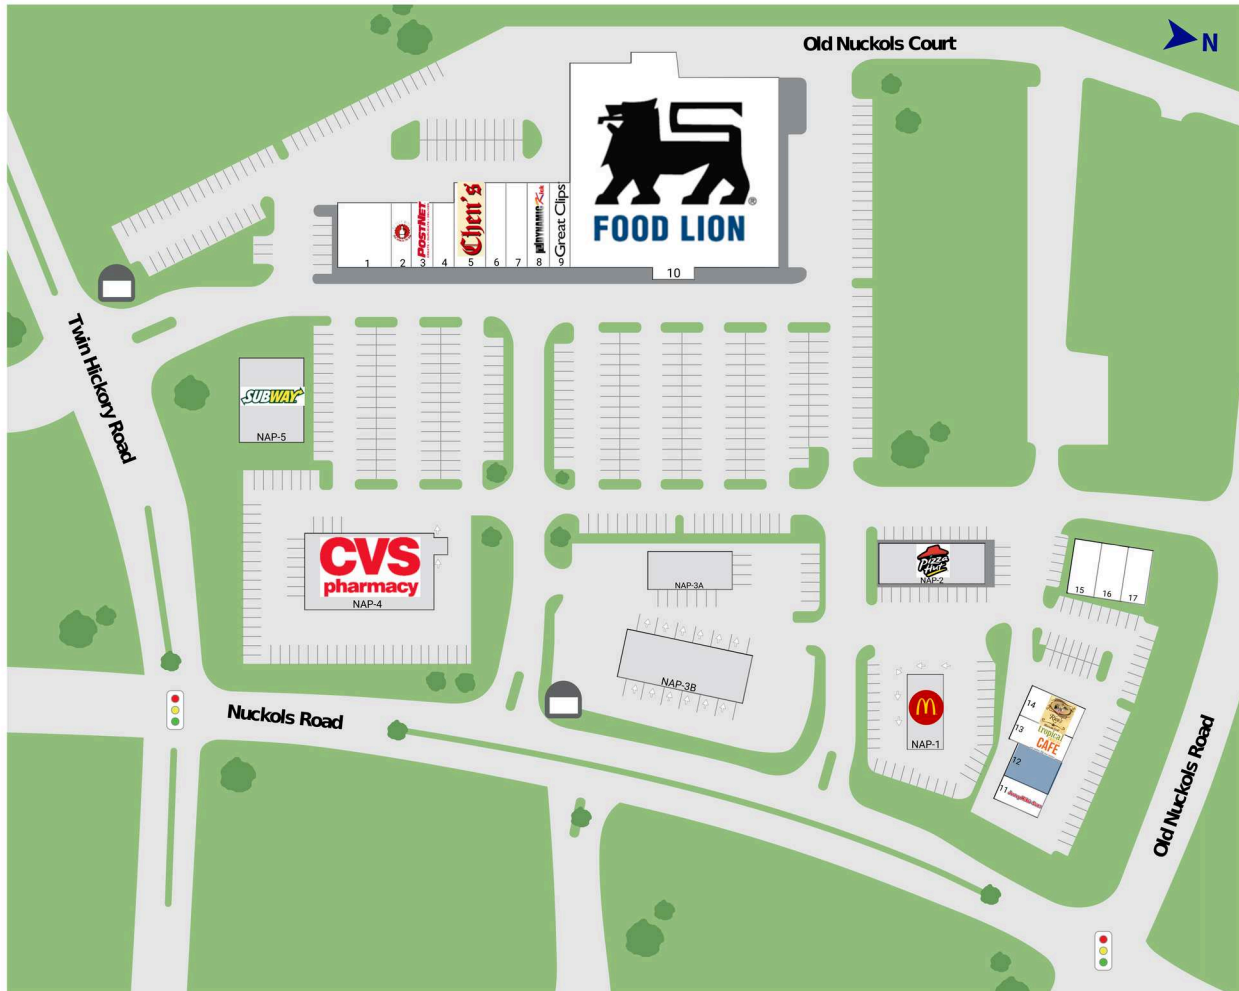 Old Nuckols Court
N
FOOD LION
®
POSTNET
Chen's
DYNAMIC
Great Clips
1
2
3
4
5
6
7
8
9
10
Twin Hickory Road
SUBWAY
NAP-5
CVS
pharmacy
NAP-4
NAP-3A
Pizza
Hut
NAP-2
15
16
17
NAP-3B
Nuckols Road
NAP-1
14
13
Tropical
CAFE
12
11
Old Nuckols Road